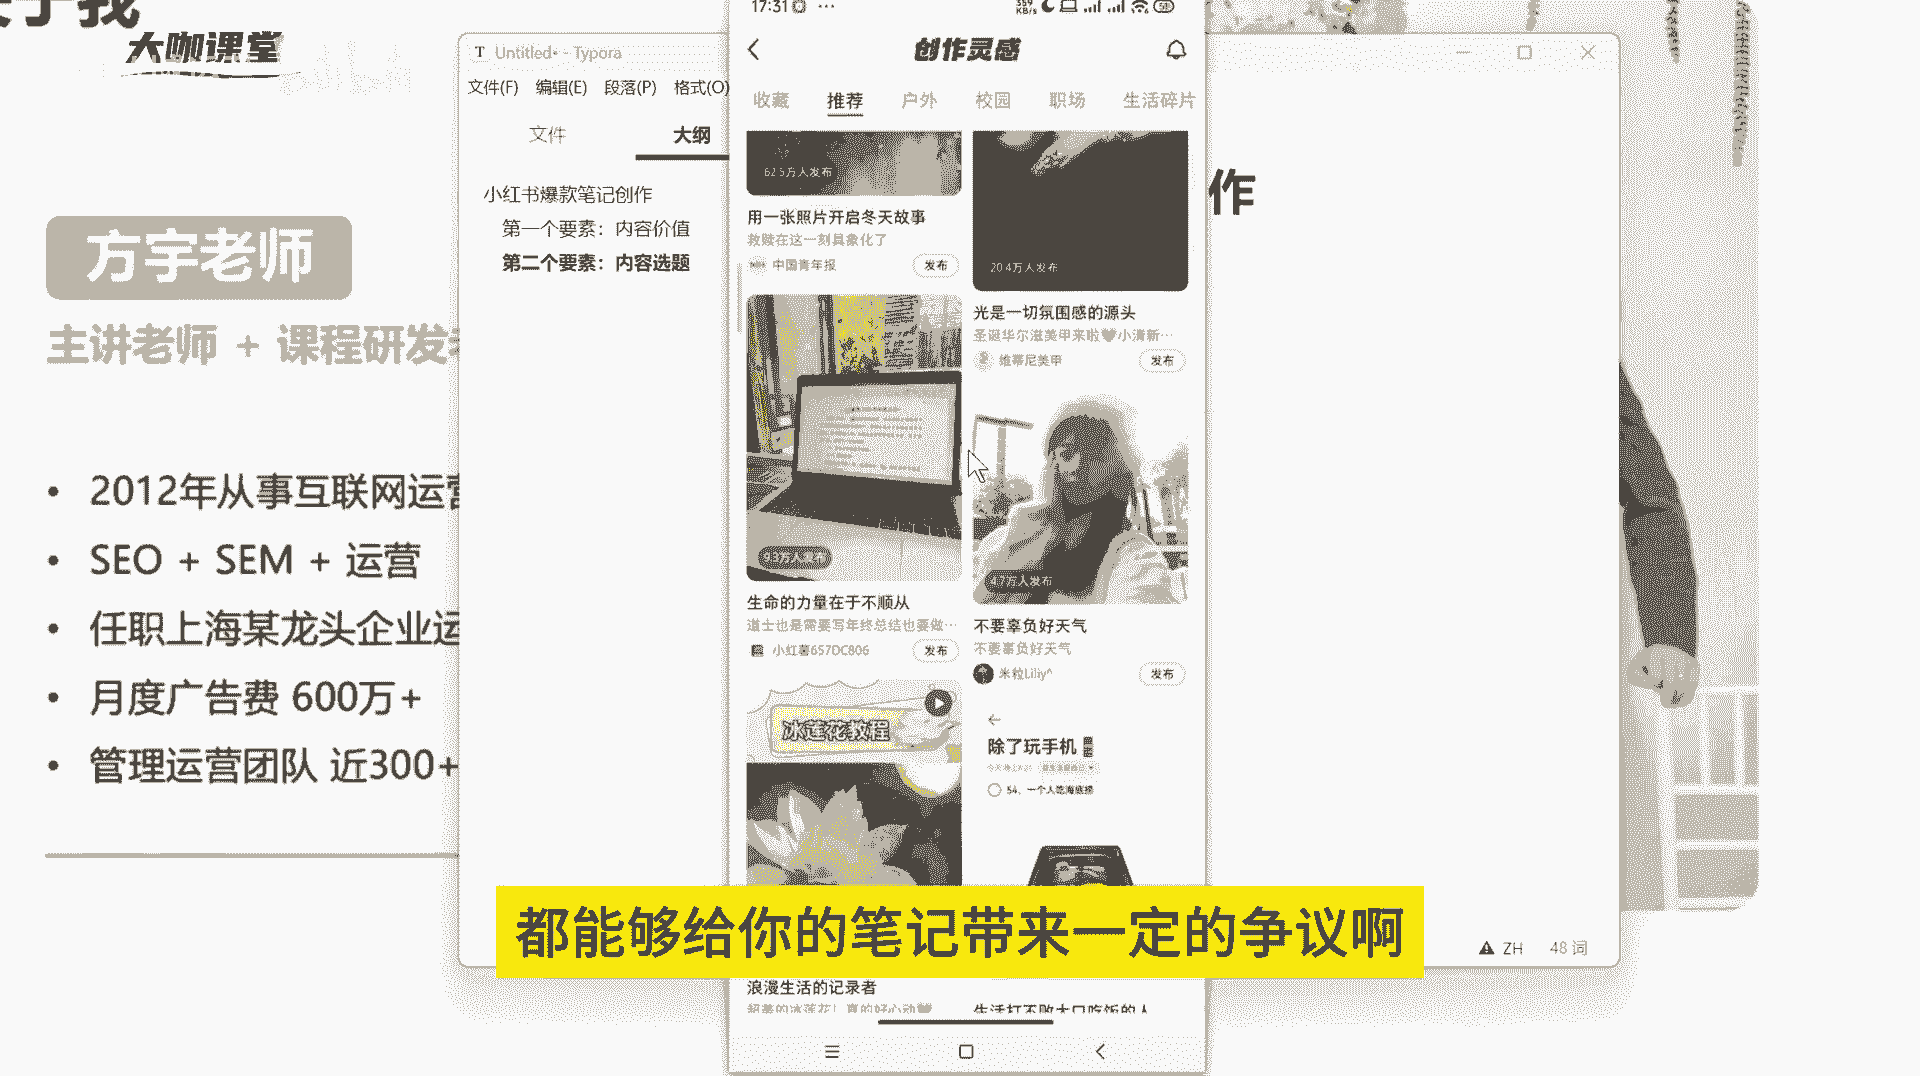 于我
大咖课堂
方宇老师
主讲老师 + 课程研发
• 2012年从事互联网运营
• SEO + SEM + 运营
• 任职上海某龙头企业运
• 月度广告费 600万+
• 管理运营团队 近300+
Untitled• - Typora
文件(F) 编辑(E) 段落(P) 格式(O)
文件 大纲
小红书爆款笔记创作
第一个要素：内容价值
第二个要素：内容选题
作
ZH 48 词
17:31
创作灵感
收藏 推荐 户外 校园 职场 生活碎片
62.5万人发布
用一张照片开启冬天故事
救赎在这一刻具象化了
中国青年报 发布
20.4万人发布
光是一切氛围感的源头
圣诞华尔滋美甲来啦🖤小清新…
维蒂尼美甲 发布
9.3万人发布
生命的力量在于不顺从
道士也是需要写年终总结也要做…
小红薯657DC806 发布
4.7万人发布
不要辜负好天气
不要辜负好天气
米粒Liliy^ 发布
冰莲花教程
浪漫生活的记录者
超美的冰莲花！真的好心动
除了玩手机
54、一个人吃海底捞
生活打不败大口吃饭的人
都能够给你的笔记带来一定的争议啊